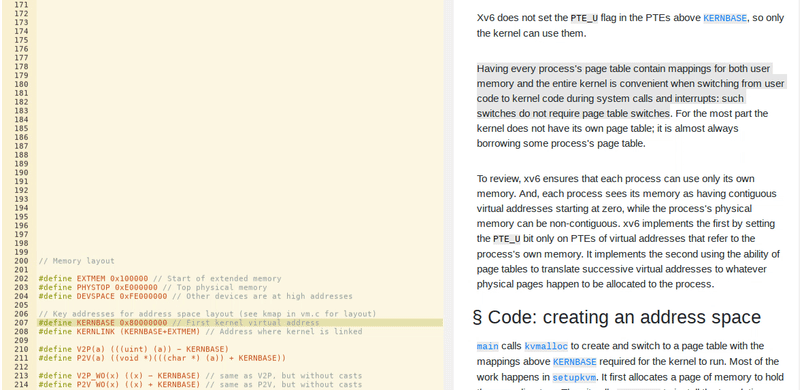 171
172
173
174
175
176
177
178
179
180
181
182
183
184
185
186
187
188
189
190
191
192
193
194
195
196
197
198
199
200 // Memory layout
201
202 #define EXTMEM 0x100000 // Start of extended memory
203 #define PHYSTOP 0xE000000 // Top physical memory
204 #define DEVSPACE 0xFE000000 // Other devices are at high addresses
205
206 // Key addresses for address space layout (see kmap in vm.c for layout)
207 #define KERNBASE 0x80000000 // First kernel virtual address
208 #define KERNLINK (KERNBASE+EXTMEM) // Address where kernel is linked
209
210 #define V2P(a) (((uint) (a)) – KERNBASE)
211 #define P2V(a) ((void *)(((char *) (a)) + KERNBASE))
212
213 #define V2P_WO(x) ((x) – KERNBASE) // same as V2P, but without casts
214 #define P2V_WO(x) ((x) + KERNBASE) // same as P2V, but without casts
Xv6 does not set the PTE_U flag in the PTEs above KERNBASE, so only
the kernel can use them.
Having every process's page table contain mappings for both user
memory and the entire kernel is convenient when switching from user
code to kernel code during system calls and interrupts: such
switches do not require page table switches. For the most part the
kernel does not have its own page table; it is almost always
borrowing some process's page table.
To review, xv6 ensures that each process can use only its own
memory. And, each process sees its memory as having contiguous
virtual addresses starting at zero, while the process's physical
memory can be non-contiguous. xv6 implements the first by setting
the PTE_U bit only on PTEs of virtual addresses that refer to the
process's own memory. It implements the second using the ability of
page tables to translate successive virtual addresses to whatever
physical pages happen to be allocated to the process.
§ Code: creating an address space
main calls kvmalloc to create and switch to a page table with the
mappings above KERNBASE required for the kernel to run. Most of the
work happens in setupkvm. It first allocates a page of memory to hold